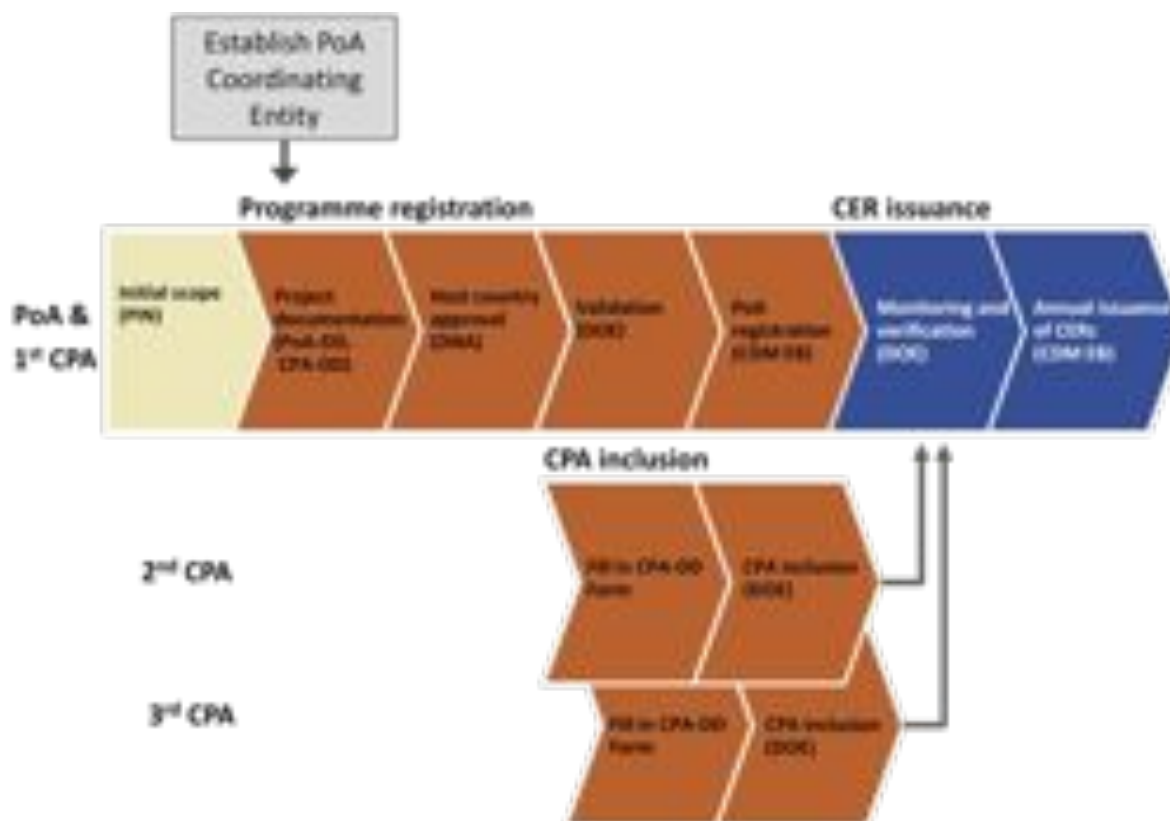 Establish PoA
Coordinating
Entity
Programme registration
CER issuance
PoA &
1st CPA
Initial scope
(PIN)
Project
documentation
(PoA-DD,
CPA-DD)
Host country
approval
(DNA)
Validation
(DOE)
PoA
registration
(CDM EB)
Monitoring and
verification
(DOE)
Annual issuance
of CERs
(CDM EB)
CPA inclusion
2nd CPA
Fill in CPA-DD
Form
CPA inclusion
(DOE)
3rd CPA
Fill in CPA-DD
Form
CPA inclusion
(DOE)